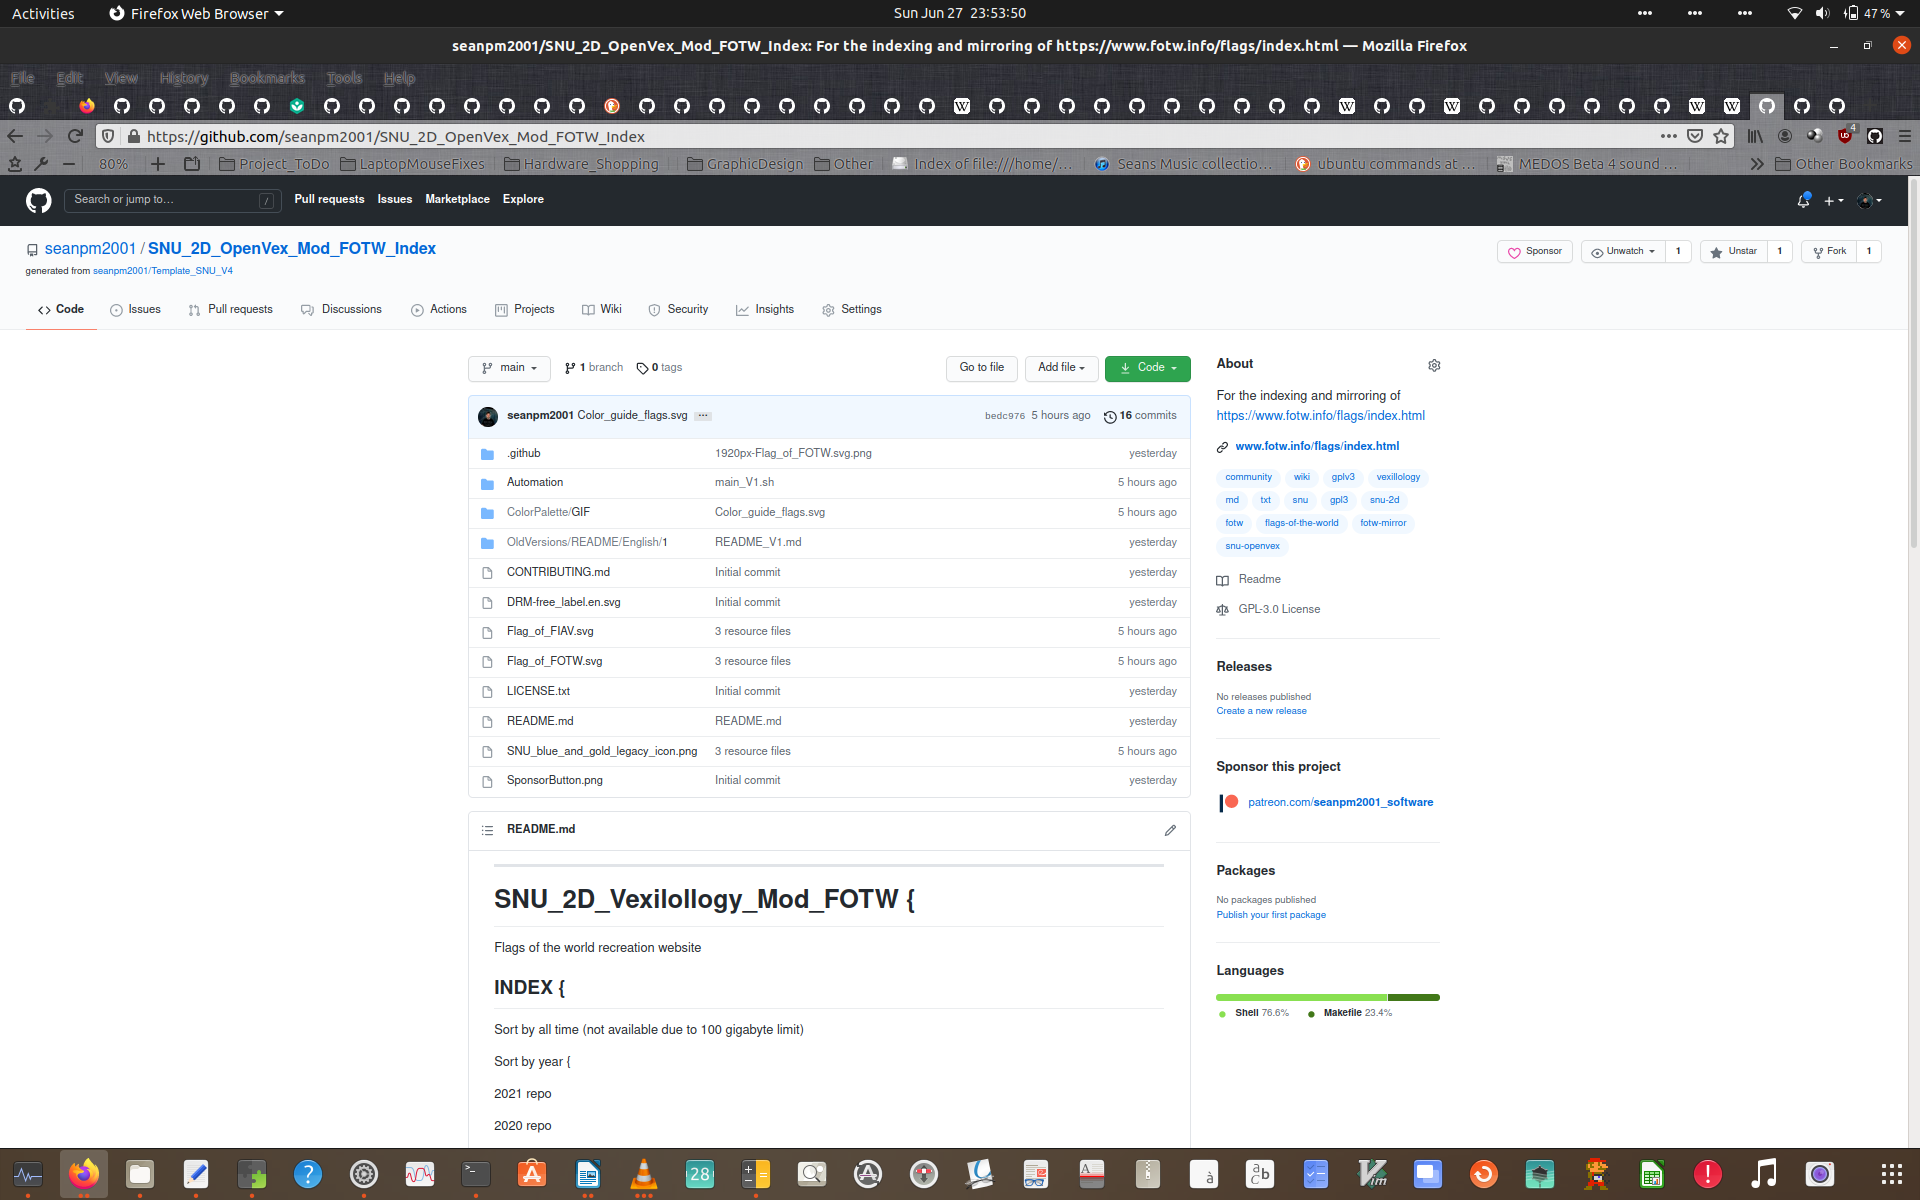 Activities
Firefox Web Browser
Sun Jun 27 23:53:50
47 %
seanpm2001/SNU_2D_OpenVex_Mod_FOTW_Index: For the indexing and mirroring of https://www.fotw.info/flags/index.html — Mozilla Firefox
File Edit View History Bookmarks Tools Help
https://github.com/seanpm2001/SNU_2D_OpenVex_Mod_FOTW_Index
4
80%
Project_ToDo
LaptopMouseFixes
Hardware_Shopping
GraphicDesign
Other
Index of file:///home/…
Seans Music collectio…
ubuntu commands at …
MEDOS Beta 4 sound …
Other Bookmarks
Search or jump to…
/
Pull requests Issues Marketplace Explore
seanpm2001 / SNU_2D_OpenVex_Mod_FOTW_Index
generated from seanpm2001/Template_SNU_V4
Sponsor
Unwatch 1
Unstar 1
Fork 1
Code
Issues
Pull requests
Discussions
Actions
Projects
Wiki
Security
Insights
Settings
main
1 branch
0 tags
Go to file
Add file
Code
seanpm2001 Color_guide_flags.svg ...
bedc976 5 hours ago
16 commits
.github 1920px-Flag_of_FOTW.svg.png yesterday
Automation main_V1.sh 5 hours ago
ColorPalette/GIF Color_guide_flags.svg 5 hours ago
OldVersions/README/English/1 README_V1.md yesterday
CONTRIBUTING.md Initial commit yesterday
DRM-free_label.en.svg Initial commit yesterday
Flag_of_FIAV.svg 3 resource files 5 hours ago
Flag_of_FOTW.svg 3 resource files 5 hours ago
LICENSE.txt Initial commit yesterday
README.md README.md yesterday
SNU_blue_and_gold_legacy_icon.png 3 resource files 5 hours ago
SponsorButton.png Initial commit yesterday
README.md
SNU_2D_Vexilollogy_Mod_FOTW {
Flags of the world recreation website
INDEX {
Sort by all time (not available due to 100 gigabyte limit)
Sort by year {
2021 repo
2020 repo
About
For the indexing and mirroring of
https://www.fotw.info/flags/index.html
www.fotw.info/flags/index.html
community wiki gplv3 vexillology
md txt snu gpl3 snu-2d
fotw flags-of-the-world fotw-mirror
snu-openvex
Readme
GPL-3.0 License
Releases
No releases published
Create a new release
Sponsor this project
patreon.com/seanpm2001_software
Packages
No packages published
Publish your first package
Languages
Shell 76.6%
Makefile 23.4%
28